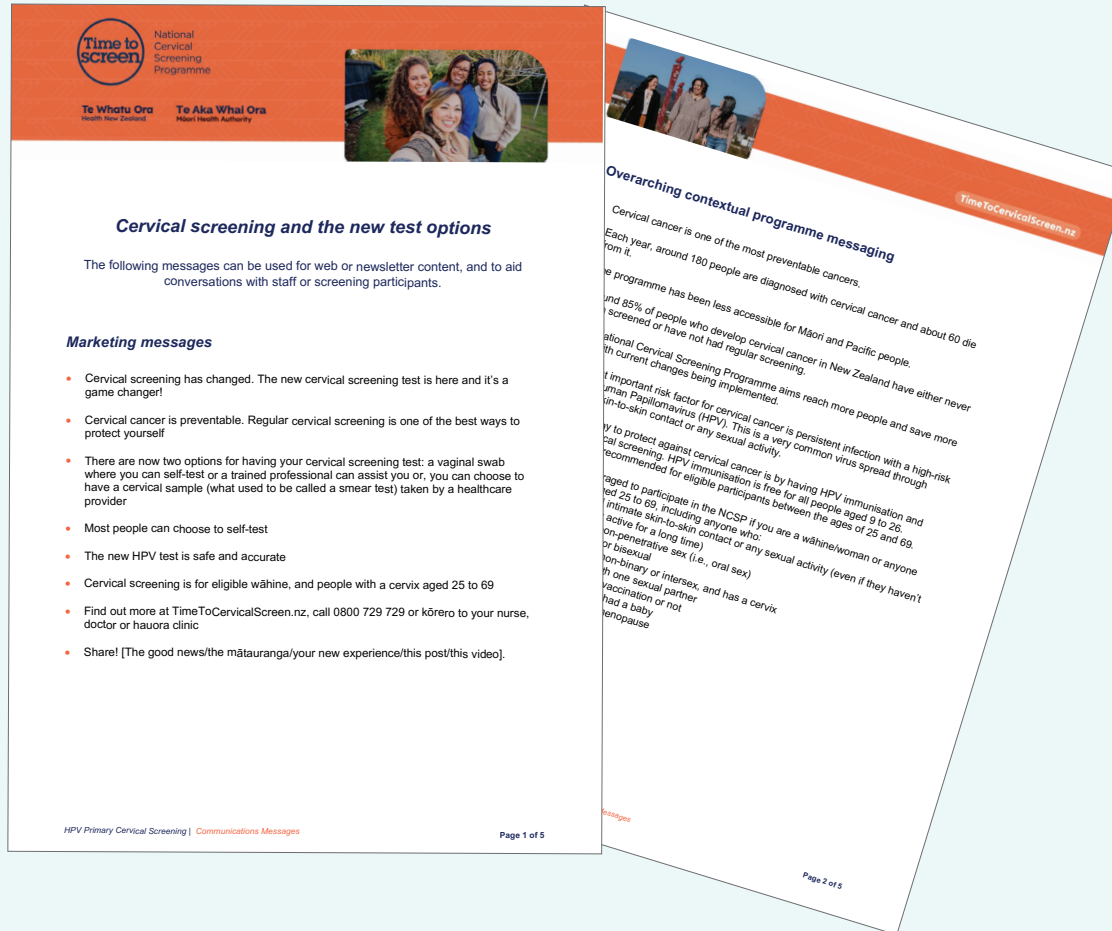 Time to
screen
National
Cervical
Screening
Programme
Te Whatu Ora
Health New Zealand
Te Aka Whai Ora
Māori Health Authority
Cervical screening and the new test options
The following messages can be used for web or newsletter content, and to aid
conversations with staff or screening participants.
Marketing messages
• Cervical screening has changed. The new cervical screening test is here and it's a
game changer!
• Cervical cancer is preventable. Regular cervical screening is one of the best ways to
protect yourself
• There are now two options for having your cervical screening test: a vaginal swab
where you can self-test or a trained professional can assist you or, you can choose to
have a cervical sample (what used to be called a smear test) taken by a healthcare
provider
• Most people can choose to self-test
• The new HPV test is safe and accurate
• Cervical screening is for eligible wāhine, and people with a cervix aged 25 to 69
• Find out more at TimeToCervicalScreen.nz, call 0800 729 729 or kōrero to your nurse,
doctor or hauora clinic
• Share! [The good news/the mātauranga/your new experience/this post/this video].
HPV Primary Cervical Screening | Communications Messages
Page 1 of 5
TimeToCervicalScreen.nz
Overarching contextual programme messaging
Cervical cancer is one of the most preventable cancers.
Each year, around 180 people are diagnosed with cervical cancer and about 60 die
from it.
programme has been less accessible for Māori and Pacific people.
85% of people who develop cervical cancer in New Zealand have either never
screened or have not had regular screening.
National Cervical Screening Programme aims reach more people and save more
with current changes being implemented.
important risk factor for cervical cancer is persistent infection with a high-risk
Human Papillomavirus (HPV). This is a very common virus spread through
skin-to-skin contact or any sexual activity.
to protect against cervical cancer is by having HPV immunisation and
screening. HPV immunisation is free for all people aged 9 to 26.
recommended for eligible participants between the ages of 25 and 69.
to participate in the NCSP if you are a wāhine/woman or anyone
25 to 69, including anyone who:
intimate skin-to-skin contact or any sexual activity (even if they haven't
active for a long time)
non-penetrative sex (i.e., oral sex)
or bisexual
non-binary or intersex, and has a cervix
one sexual partner
vaccination or not
had a baby
menopause
Messages
Page 2 of 5